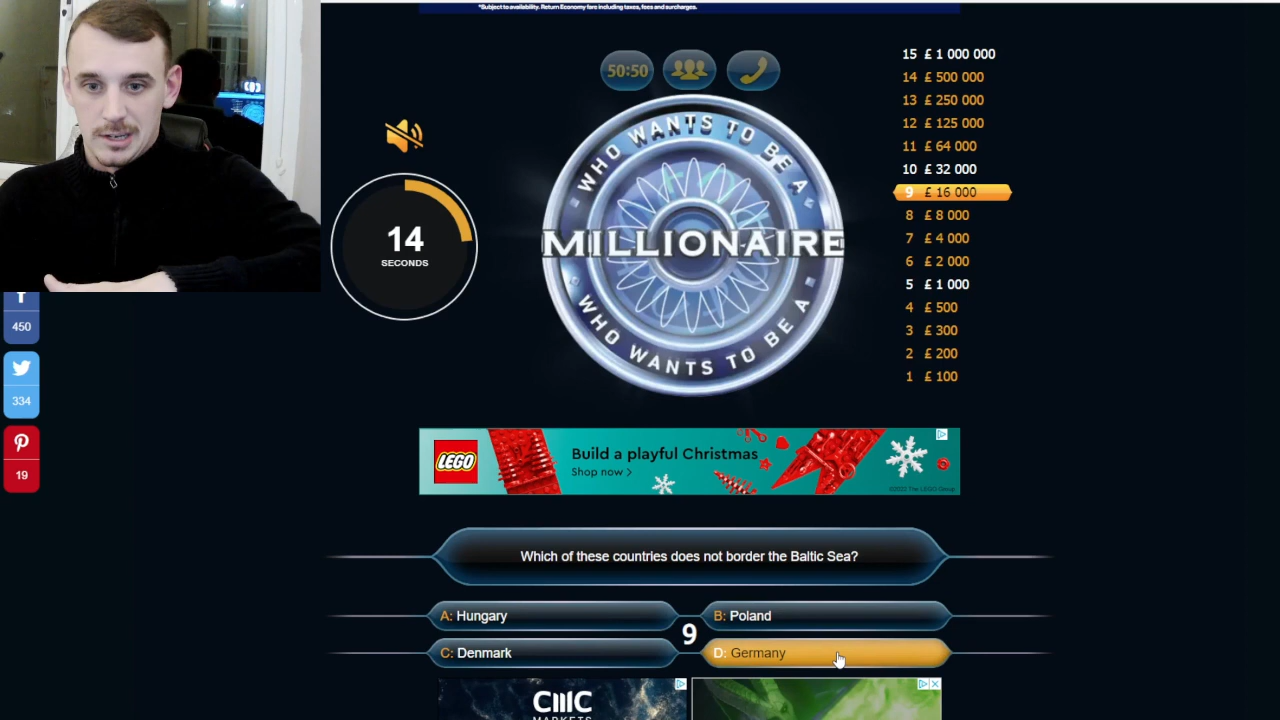 *Subject to availability. Return Economy fare including taxes, fees and surcharges.
50:50
15 £ 1 000 000
14 £ 500 000
13 £ 250 000
12 £ 125 000
11 £ 64 000
10 £ 32 000
9 £ 16 000
8 £ 8 000
7 £ 4 000
6 £ 2 000
5 £ 1 000
4 £ 500
3 £ 300
2 £ 200
1 £ 100
14
SECONDS
WHO WANTS TO BE A
MILLIONAIRE
WHO WANTS TO BE A
f
450
334
19
LEGO
Build a playful Christmas
Shop now >
Which of these countries does not border the Baltic Sea?
A: Hungary
B: Poland
9
C: Denmark
D: Germany
CMC
MARKETS